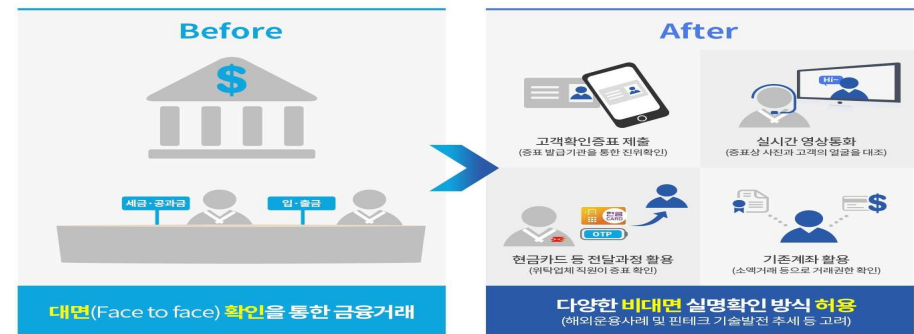 Before
$
세금·공과금
입·출금
대면(Face to face) 확인을 통한 금융거래
After
고객확인증표 제출
(증표 발급기관을 통한 진위확인)
Hi~
실시간 영상통화
(증표상 사진과 고객의 얼굴을 대조)
현금
CARD
OTP
현금카드 등 전달과정 활용
(위탁업체 직원이 증표 확인)
$
기존계좌 활용
(소액거래 등으로 거래권한 확인)
다양한 비대면 실명확인 방식 허용
(해외운용사례 및 핀테크 기술발전 추세 등 고려)